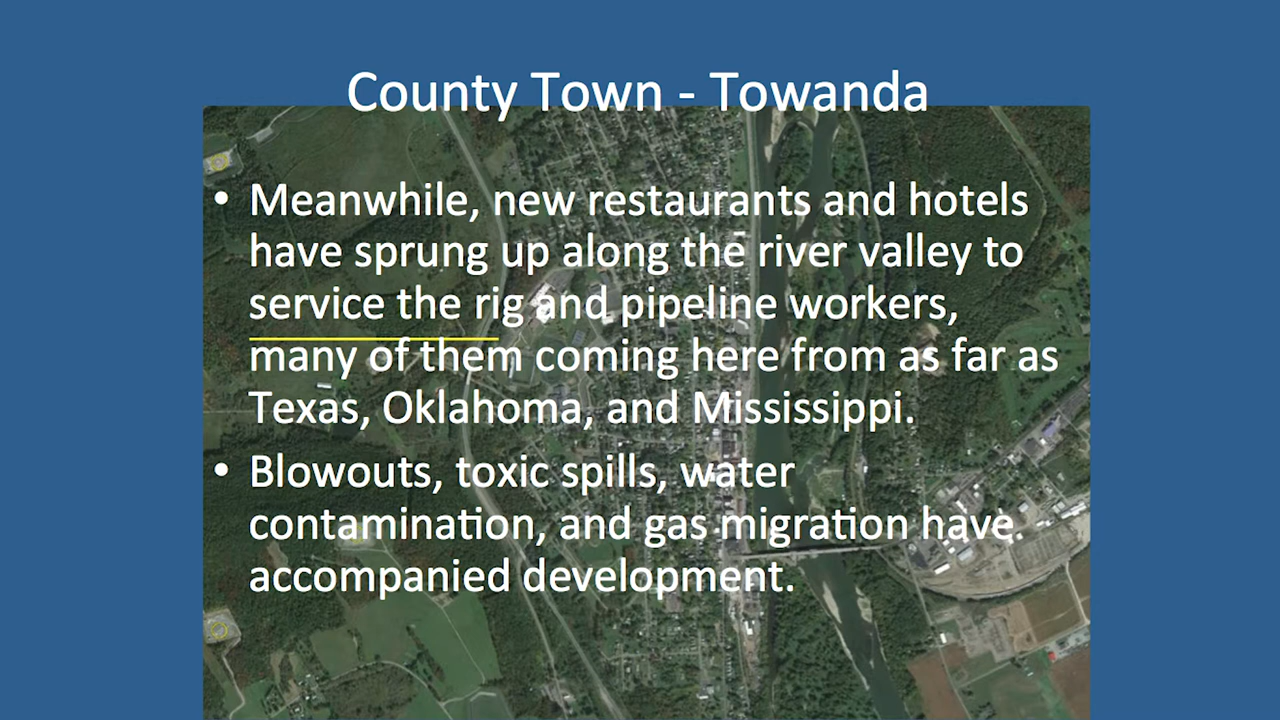 County Town - Towanda
• Meanwhile, new restaurants and hotels
have sprung up along the river valley to
service the rig and pipeline workers,
many of them coming here from as far as
Texas, Oklahoma, and Mississippi.
• Blowouts, toxic spills, water
contamination, and gas migration have
accompanied development.